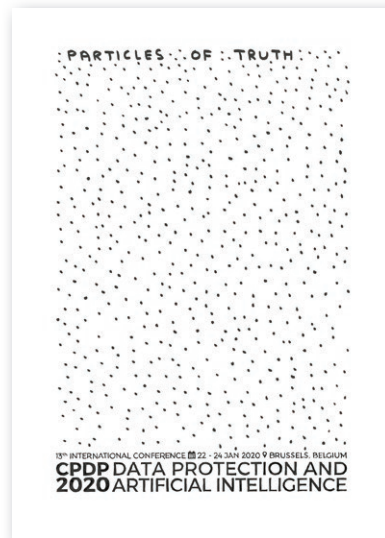 PARTICLES OF TRUTH
13th INTERNATIONAL CONFERENCE 22 - 24 JAN 2020 BRUSSELS, BELGIUM
CPDP DATA PROTECTION AND
2020 ARTIFICIAL INTELLIGENCE